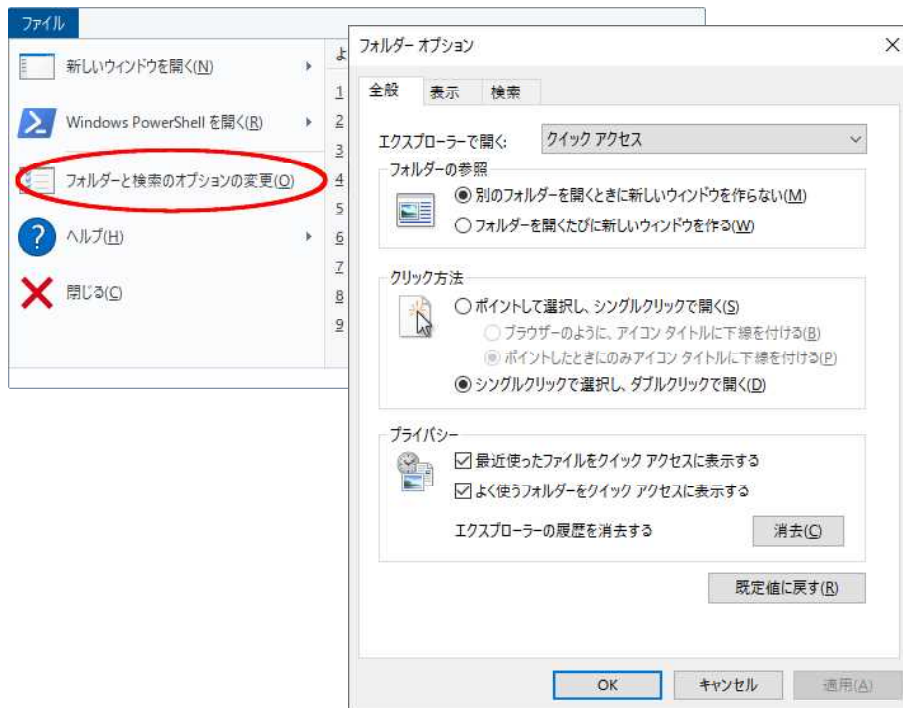 ファイル
新しいウィンドウを開く(N)
Windows PowerShell を開く(R)
フォルダーと検索のオプションの変更(O)
ヘルプ(H)
閉じる(C)
よ
1
2
3
4
5
6
7
8
9
フォルダー オプション
全般
表示
検索
エクスプローラーで開く:
クイック アクセス
フォルダーの参照
別のフォルダーを開くときに新しいウィンドウを作らない(M)
フォルダーを開くたびに新しいウィンドウを作る(W)
クリック方法
ポイントして選択し、シングルクリックで開く(S)
ブラウザーのように、アイコン タイトルに下線を付ける(B)
ポイントしたときにのみアイコン タイトルに下線を付ける(P)
シングルクリックで選択し、ダブルクリックで開く(D)
プライバシー
最近使ったファイルをクイック アクセスに表示する
よく使うフォルダーをクイック アクセスに表示する
エクスプローラーの履歴を消去する
消去(C)
既定値に戻す(R)
OK
キャンセル
適用(A)